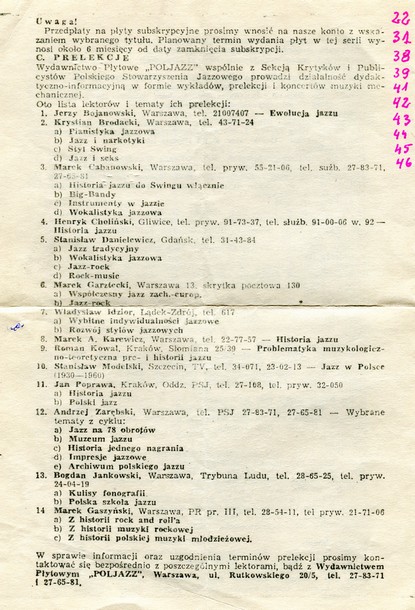 Uwaga!
Przedpłaty na płyty subskrypcyjne prosimy wnosić na nasze konto z wska-
zaniem wybranego tytułu. Planowany termin wydania płyt w tej serii wy-
nosi około 6 miesięcy od daty zamknięcia subskrypcji.
C. PRELEKCJE
Wydawnictwo Płytowe „POLJAZZ” wspólnie z Sekcją Krytyków i Publi-
cystów Polskiego Stowarzyszenia Jazzowego prowadzi działalność dydak-
tyczno-informacyjną w formie wykładów, prelekcji i koncertów muzyki me-
chanicznej.
Oto lista lektorów i tematy ich prelekcji:
1. Jerzy Bojanowski, Warszawa, tel. 21097407 — Ewolucja jazzu
2. Krystian Brodacki, Warszawa, tel. 43-71-24
a) Pianistyka jazzowa
b) Jazz i narkotyki
c) Styl Swing
d) Jazz i seks
3. Marek Cabanowski, Warszawa, tel. pryw. 55-21-06, tel. służb. 27-83-71,
27-65-81
a) Historia jazzu do Swingu włącznie
b) Big-Bandy
c) Instrumenty w jazzie
d) Wokalistyka jazzowa
4. Henryk Choliński, Gliwice, tel. pryw. 91-73-37, tel. służb. 91-00-06 w. 92 —
Historia jazzu
5. Stanisław Danielewicz, Gdańsk, tel. 31-43-84
a) Jazz tradycyjny
b) Wokalistyka jazzowa
c) Jazz-rock
d) Rock-music
6. Marek Garztecki, Warszawa 13, skrytka pocztowa 130
a) Współczesny jazz zach.-europ.
b) Jazz-rock
7. Władysław Idzior, Lądek-Zdrój, tel. 617
a) Wybitne indywidualności jazzowe
b) Rozwój stylów jazzowych
8. Marek A. Karewicz, Warszawa, tel. 22-77-57 — Historia jazzu
9. Roman Kowal, Kraków, Słomiana 25/39 — Problematyka muzykologicz-
no-teoretyczna pre- i historii jazzu
10. Stanisław Modelski, Szczecin, TV, tel. 34-071, 23-02-13 — Jazz w Polsce
(1930—1960)
11. Jan Poprawa, Kraków, Oddz. PSJ, tel. 27-108, tel. pryw. 32-050
a) Historia jazzu
b) Polski jazz
12. Andrzej Zarębski, Warszawa, tel. PSJ 27-83-71, 27-65-81 — Wybrane
tematy z cyklu:
a) Jazz na 78 obrotów
b) Muzeum jazzu
c) Historia jednego nagrania
d) Impresje jazzowe
e) Archiwum polskiego jazzu
13. Bogdan Jankowski, Warszawa, Trybuna Ludu, tel. 28-65-25, tel. pryw.
24-04-19
a) Kulisy fonografii
b) Polska szkoła jazzu
14 Marek Gaszyński, Warszawa, PR pr. III, tel. 28-54-11, tel pryw. 21-71-06
a) Z historii rock and roll'a
b) Z historii muzyki rockowej
c) Z historii polskiej muzyki młodzieżowej.
W sprawie informacji oraz uzgodnienia terminów prelekcji prosimy kon-
taktować się bezpośrednio z poszczególnymi lektorami, bądź z Wydawnictwem
Płytowym „POLJAZZ”, Warszawa, ul. Rutkowskiego 20/5, tel. 27-83-71
i 27-65-81.
22
31
38
39
41
42
43
44
45
46